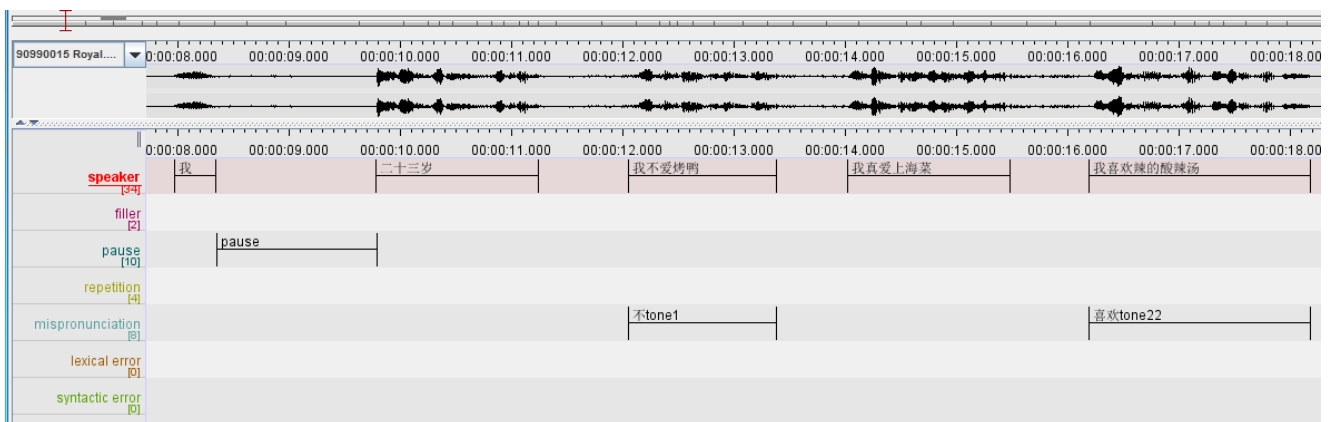 90990015 Royal....
0:00:08.000 00:00:09.000 00:00:10.000 00:00:11.000 00:00:12.000 00:00:13.000 00:00:14.000 00:00:15.000 00:00:16.000 00:00:17.000 00:00:18.00
0:00:08.000 00:00:09.000 00:00:10.000 00:00:11.000 00:00:12.000 00:00:13.000 00:00:14.000 00:00:15.000 00:00:16.000 00:00:17.000 00:00:18.00
speaker 我 二十三岁 我不爱烤鸭 我真爱上海菜 我喜欢辣的酸辣汤
[34]
filler
[2]
pause pause
[10]
repetition
[4]
mispronunciation 不tone1 喜欢tone22
[8]
lexical error
[0]
syntactic error
[0]